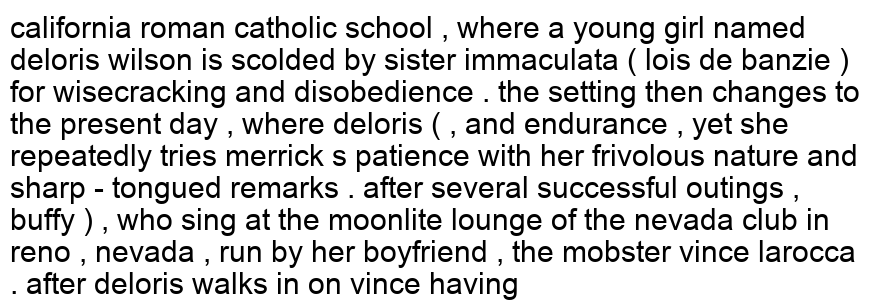 california roman catholic school , where a young girl named
deloris wilson is scolded by sister immaculata ( lois de banzie )
for wisecracking and disobedience . the setting then changes to
the present day , where deloris ( , and endurance , yet she
repeatedly tries merrick s patience with her frivolous nature and
sharp - tongued remarks . after several successful outings ,
buffy ) , who sing at the moonlite lounge of the nevada club in
reno , nevada , run by her boyfriend , the mobster vince larocca
. after deloris walks in on vince having